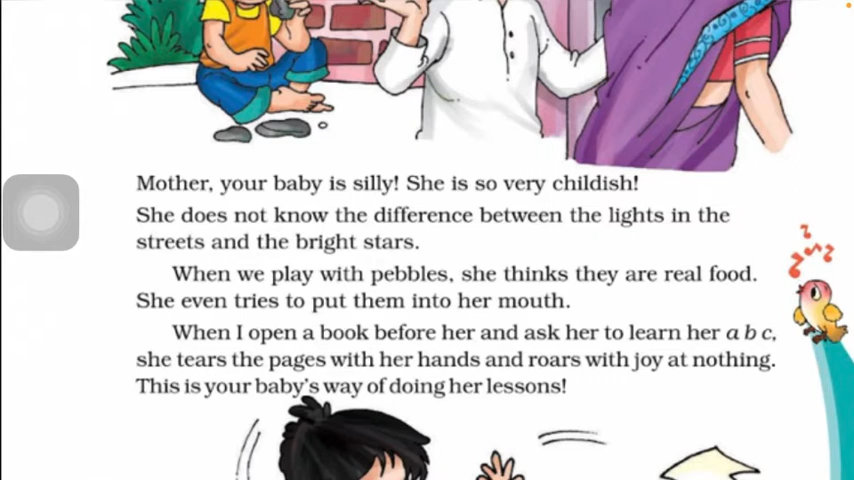 Mother, your baby is silly! She is so very childish!
She does not know the difference between the lights in the
streets and the bright stars.
When we play with pebbles, she thinks they are real food.
She even tries to put them into her mouth.
When I open a book before her and ask her to learn her a b c,
she tears the pages with her hands and roars with joy at nothing.
This is your baby's way of doing her lessons!